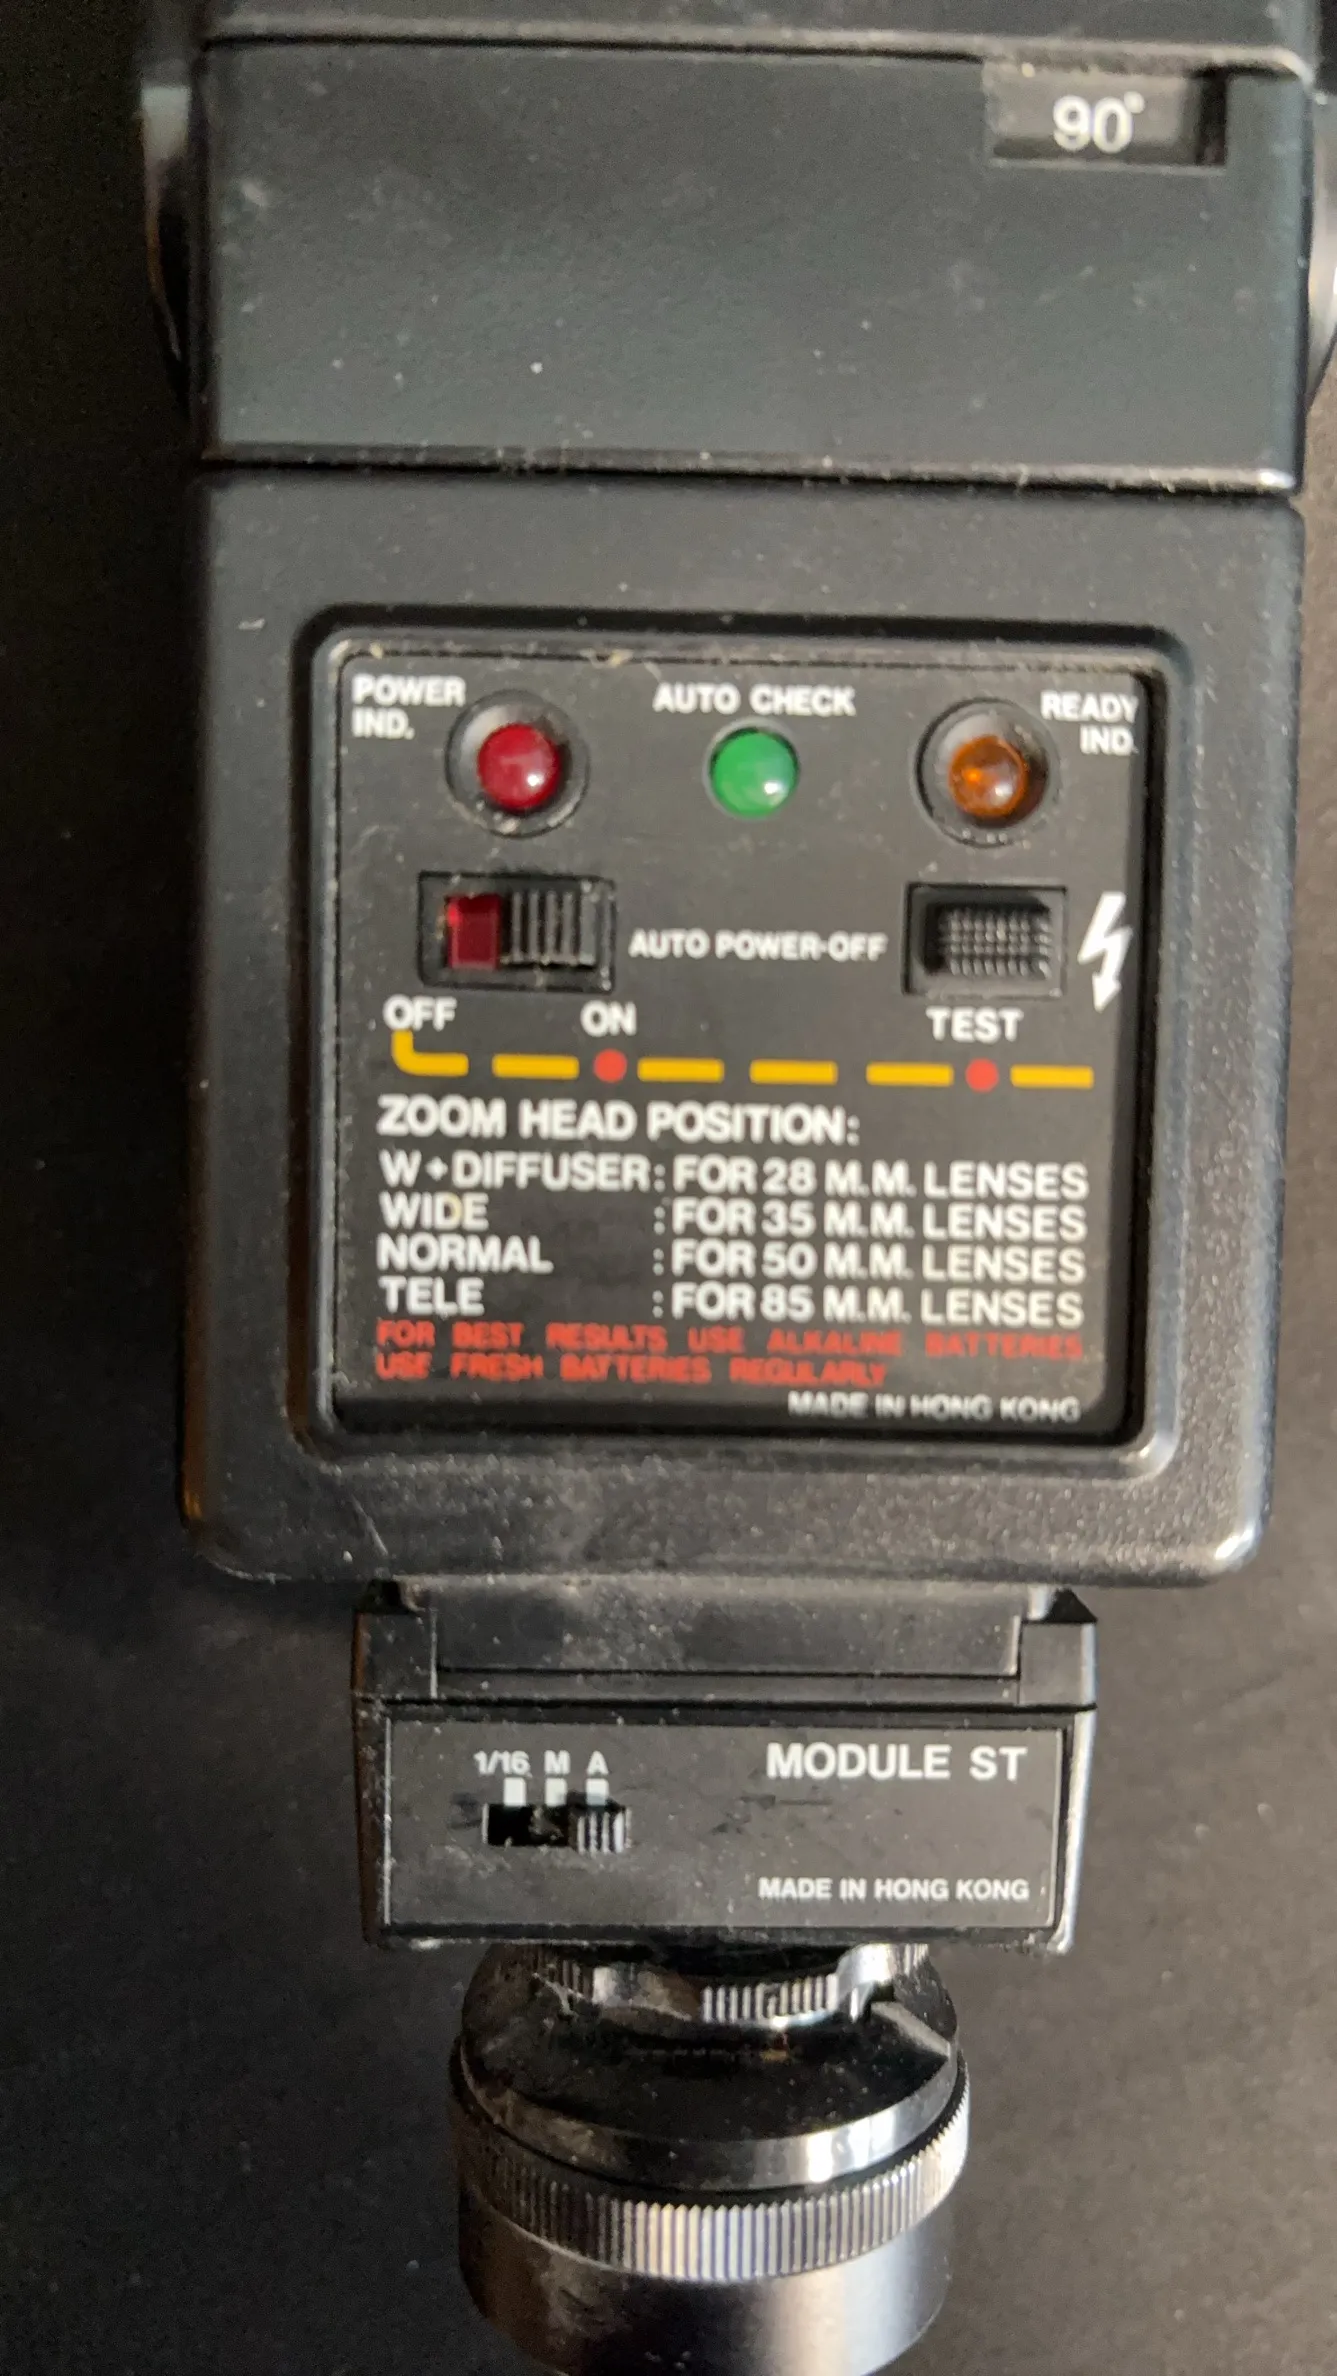 90°
POWER IND.
AUTO CHECK
READY IND.
AUTO POWER-OFF
OFF
ON
TEST
ZOOM HEAD POSITION:
W+DIFFUSER: FOR 28 M.M. LENSES
WIDE : FOR 35 M.M. LENSES
NORMAL : FOR 50 M.M. LENSES
TELE : FOR 85 M.M. LENSES
FOR BEST RESULTS USE ALKALINE BATTERIES
USE FRESH BATTERIES REGULARLY
MADE IN HONG KONG
1/16 M A
MODULE ST
MADE IN HONG KONG